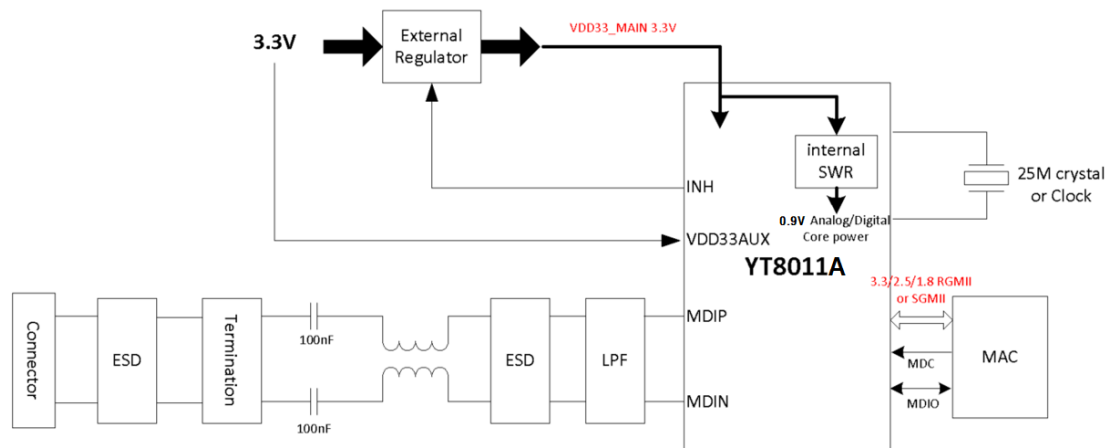 3.3V
External
Regulator
VDD33_MAIN 3.3V
internal
SWR
25M crystal
or Clock
INH
0.9V Analog/Digital
Core power
VDD33AUX
YT8011A
3.3/2.5/1.8 RGMII
or SGMII
Connector
ESD
Termination
100nF
100nF
ESD
LPF
MDIP
MDIN
MDC
MDIO
MAC